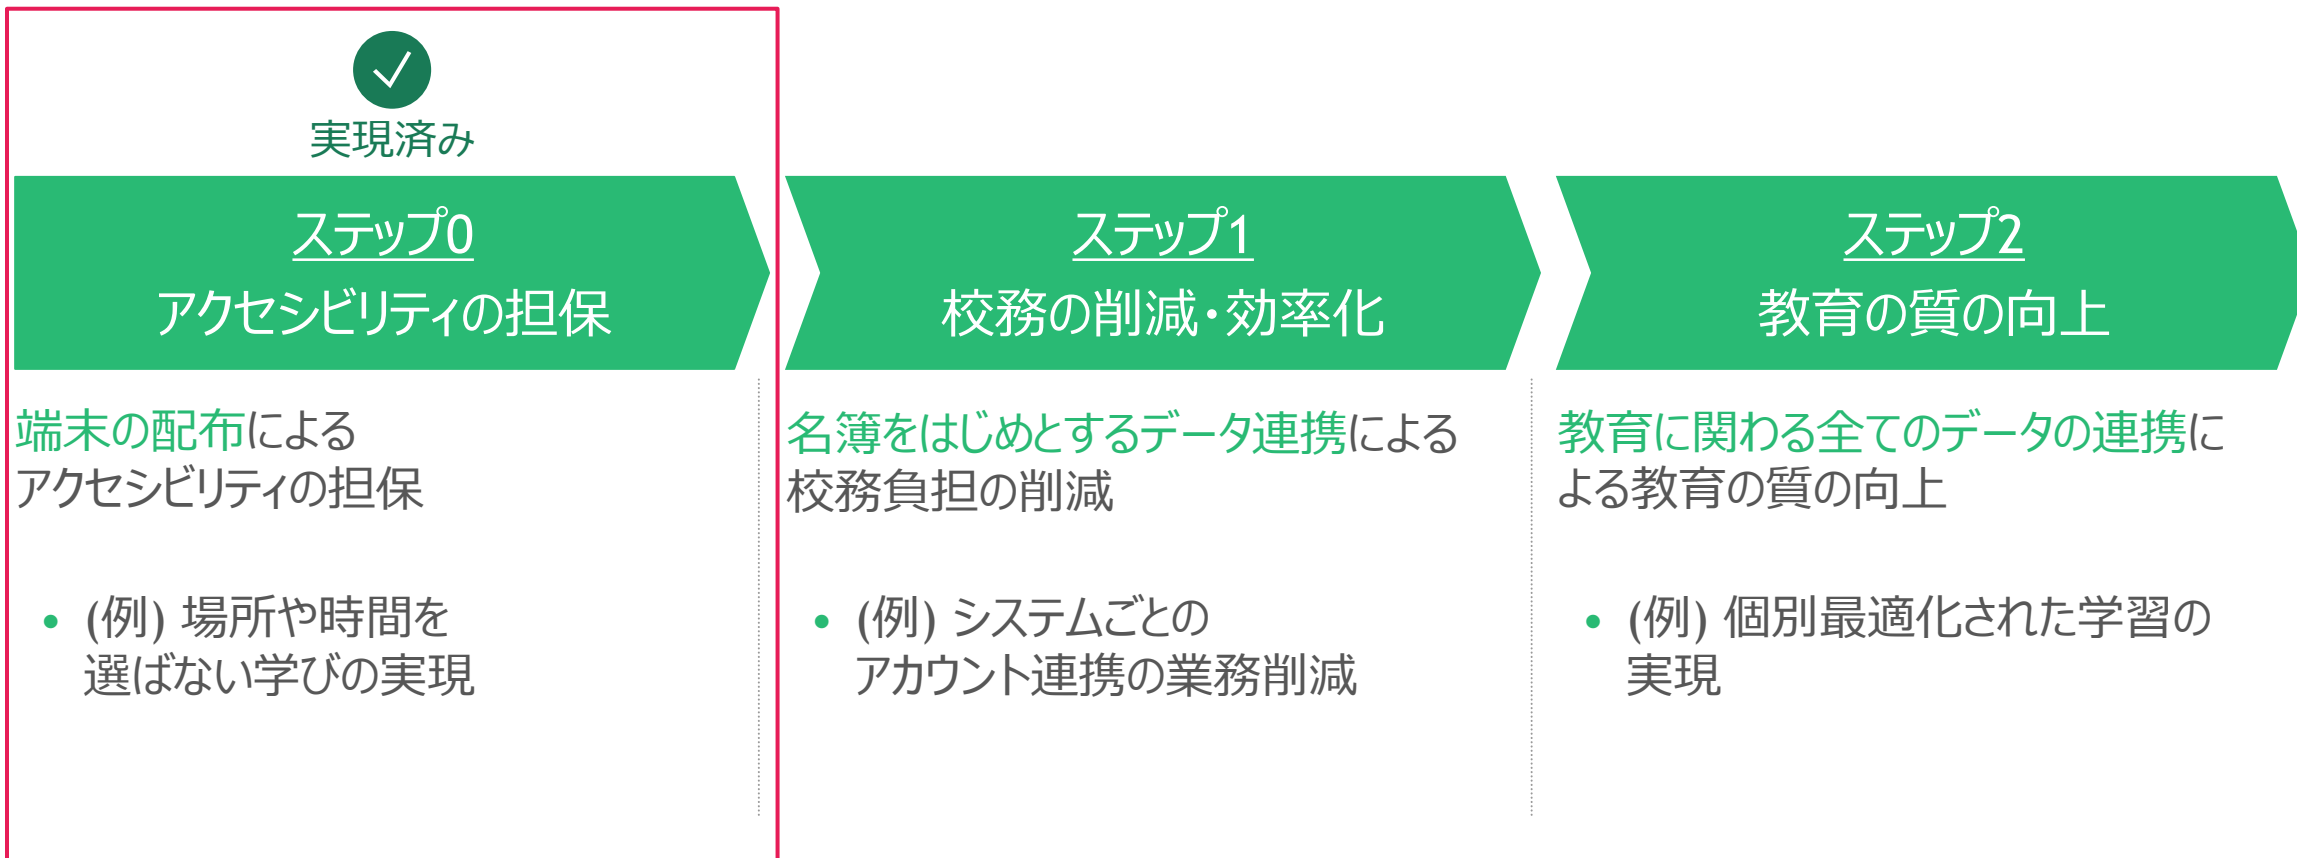 実現済み
ステップ0
アクセシビリティの担保
端末の配布による
アクセシビリティの担保
• (例) 場所や時間を
選ばない学びの実現
ステップ1
校務の削減・効率化
名簿をはじめとするデータ連携による
校務負担の削減
• (例) システムごとの
アカウント連携の業務削減
ステップ2
教育の質の向上
教育に関わる全てのデータの連携に
よる教育の質の向上
• (例) 個別最適化された学習の
実現